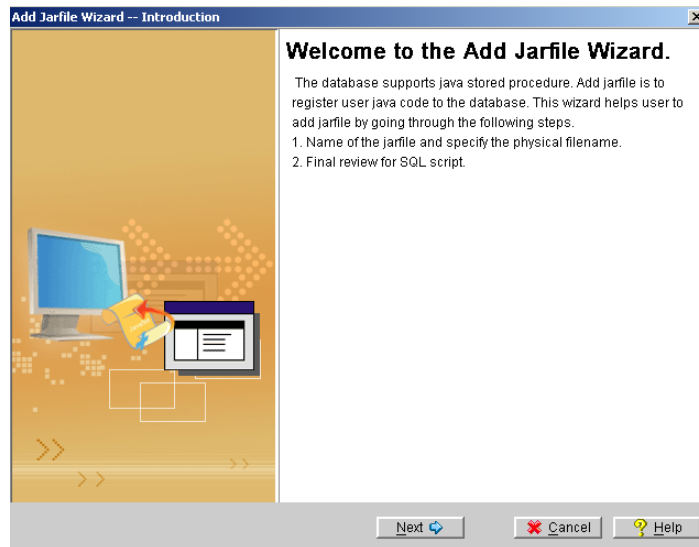 Add Jarfile Wizard -- Introduction
Welcome to the Add Jarfile Wizard.
The database supports java stored procedure. Add jarfile is to
register user java code to the database. This wizard helps user to
add jarfile by going through the following steps.
1. Name of the jarfile and specify the physical filename.
2. Final review for SQL script.
Next
Cancel
Help